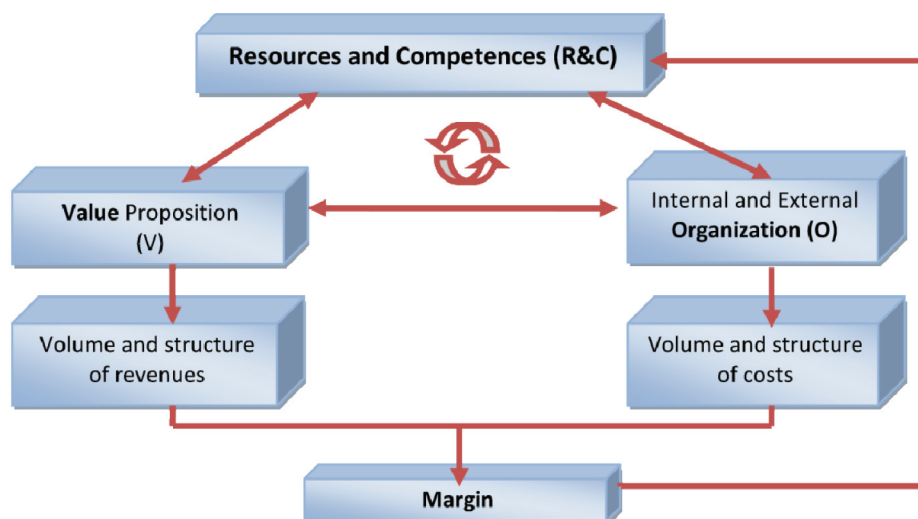 Resources and Competences (R&C)
Value Proposition
(V)
Internal and External
Organization (O)
Volume and structure
of revenues
Volume and structure
of costs
Margin